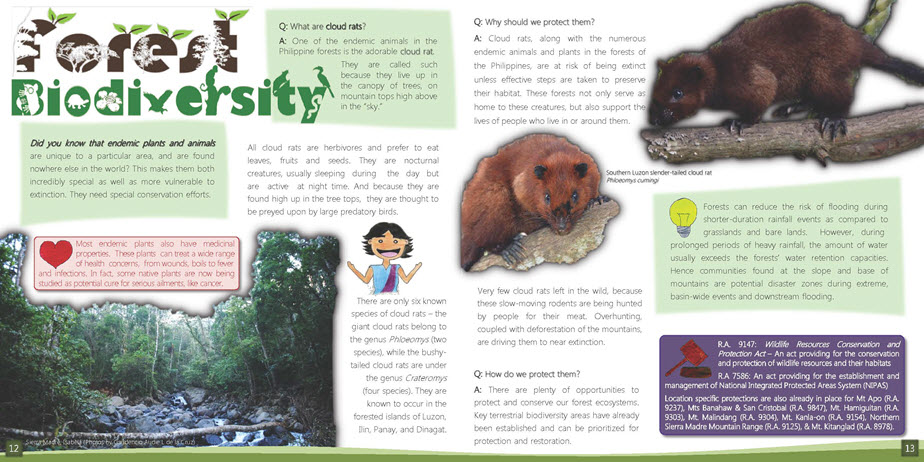 Forest
Biodiversity
Did you know that endemic plants and animals
are unique to a particular area, and are found
nowhere else in the world? This makes them both
incredibly special as well as more vulnerable to
extinction. They need special conservation efforts.
Most endemic plants also have medicinal
properties. These plants can treat a wide range
of health concerns, from wounds, boils to fever
and infections. In fact, some native plants are now being
studied as potential cure for serious ailments, like cancer.
Q: What are cloud rats?
A: One of the endemic animals in the
Philippine forests is the adorable cloud rat.
They are called such
because they live up in
the canopy of trees, on
mountain tops high above
in the "sky."
All cloud rats are herbivores and prefer to eat
leaves, fruits and seeds. They are nocturnal
creatures, usually sleeping during the day but
are active at night time. And because they are
found high up in the tree tops, they are thought to
be preyed upon by large predatory birds.
There are only six known
species of cloud rats – the
giant cloud rats belong to
the genus Phloeomys (two
species), while the bushy-
tailed cloud rats are under
the genus Crateromys
(four species). They are
known to occur in the
forested islands of Luzon,
Ilin, Panay, and Dinagat.
12
Sierra Madre, Isabela (Photos by Gaudencio Audie L. dela Cruz)
Q: Why should we protect them?
A: Cloud rats, along with the numerous
endemic animals and plants in the forests of
the Philippines, are at risk of being extinct
unless effective steps are taken to preserve
their habitat. These forests not only serve as
home to these creatures, but also support the
lives of people who live in or around them.
Southern Luzon slender-tailed cloud rat
Phloeomys cumingi
Very few cloud rats left in the wild, because
these slow-moving rodents are being hunted
by people for their meat. Overhunting,
coupled with deforestation of the mountains,
are driving them to near extinction.
Q: How do we protect them?
A: There are plenty of opportunities to
protect and conserve our forest ecosystems.
Key terrestrial biodiversity areas have already
been established and can be prioritized for
protection and restoration.
Forests can reduce the risk of flooding during
shorter-duration rainfall events as compared to
grasslands and bare lands. However, during
prolonged periods of heavy rainfall, the amount of water
usually exceeds the forests' water retention capacities.
Hence communities found at the slope and base of
mountains are potential disaster zones during extreme,
basin-wide events and downstream flooding.
R.A. 9147: Wildlife Resources Conservation and
Protection Act – An act providing for the conservation
and protection of wildlife resources and their habitats
R.A 7586: An act providing for the establishment and
management of National Integrated Protected Areas System (NIPAS)
Location specific protections are also already in place for Mt Apo (R.A.
9237), Mts Banahaw & San Cristobal (R.A. 9847), Mt. Hamiguitan (R.A.
9303), Mt. Malindang (R.A. 9304), Mt. Kanla-on (R.A. 9154), Northern
Sierra Madre Mountain Range (R.A. 9125), & Mt. Kitanglad (R.A. 8978).
13